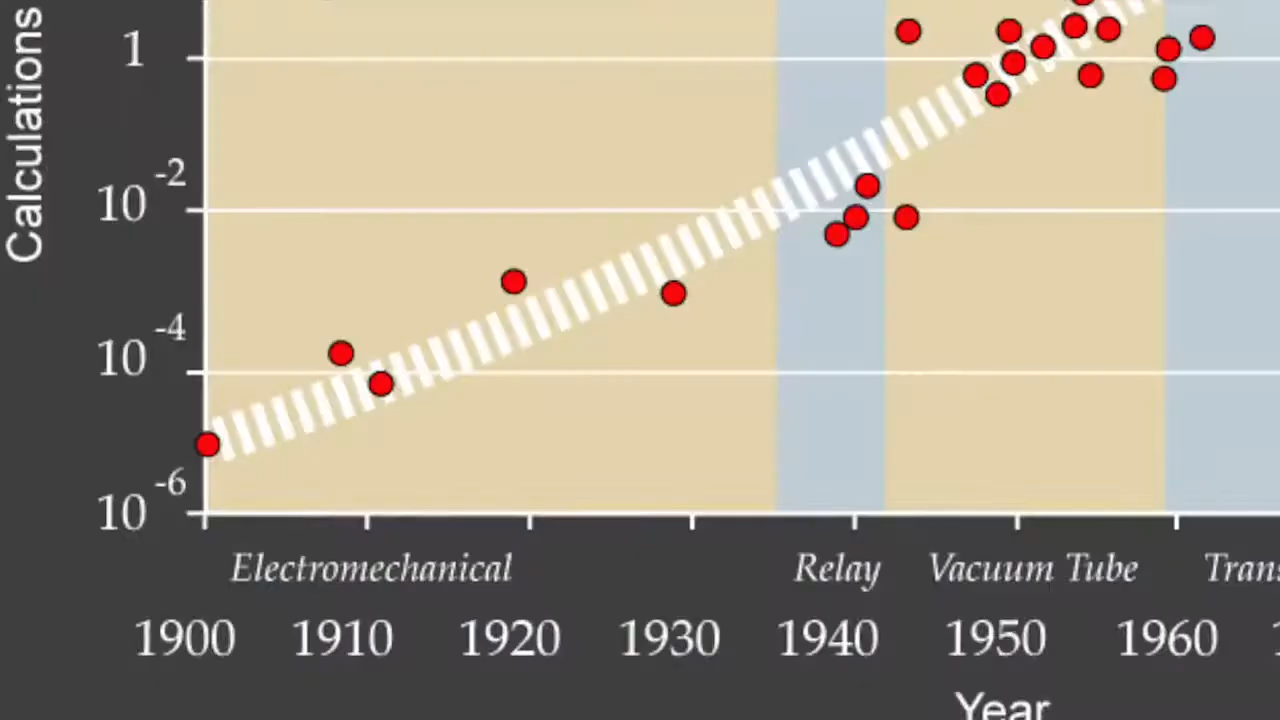 Calculations
1
10⁻²
10⁻⁴
10⁻⁶
Electromechanical Relay Vacuum Tube
1900 1910 1920 1930 1940 1950 1960
Year